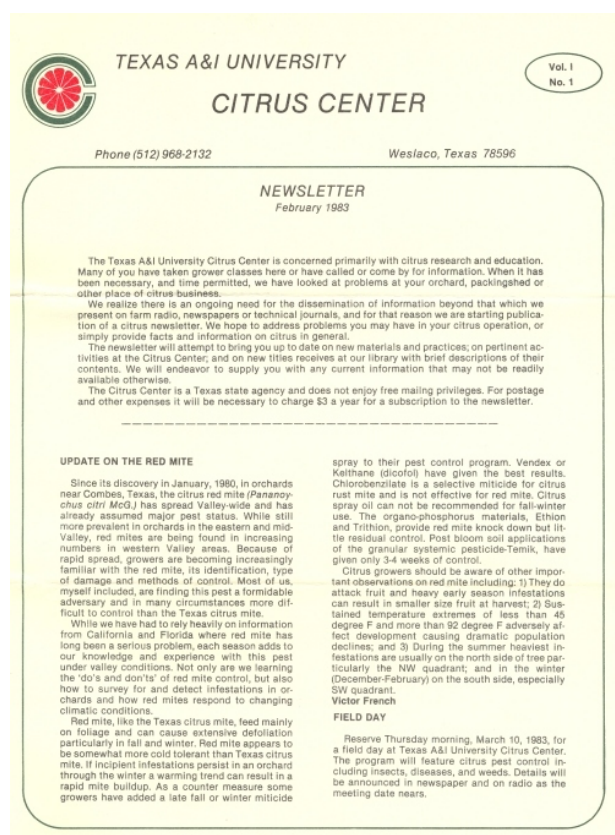 TEXAS A&I UNIVERSITY
CITRUS CENTER
Vol. I
No. 1
Phone (512) 968-2132
Weslaco, Texas 78596
NEWSLETTER
February 1983
The Texas A&I University Citrus Center is concerned primarily with citrus research and education.
Many of you have taken grower classes here or have called or come by for information. When it has
been necessary, and time permitted, we have looked at problems at your orchard, packingshed or
other place of citrus business.
We realize there is an ongoing need for the dissemination of information beyond that which we
present on farm radio, newspapers or technical journals, and for that reason we are starting publica-
tion of a citrus newsletter. We hope to address problems you may have in your citrus operation, or
simply provide facts and information on citrus in general.
The newsletter will attempt to bring you up to date on new materials and practices; on pertinent ac-
tivities at the Citrus Center; and on new titles receives at our library with brief descriptions of their
contents. We will endeavor to supply you with any current information that may not be readily
available otherwise.
The Citrus Center is a Texas state agency and does not enjoy free mailing privileges. For postage
and other expenses it will be necessary to charge $3 a year for a subscription to the newsletter.
UPDATE ON THE RED MITE
Since its discovery in January, 1980, in orchards
near Combes, Texas, the citrus red mite (Pananoy-
chus citri McG.) has spread Valley-wide and has
already assumed major pest status. While still
more prevalent in orchards in the eastern and mid-
Valley, red mites are being found in increasing
numbers in western Valley areas. Because of
rapid spread, growers are becoming increasingly
familiar with the red mite, its identification, type
of damage and methods of control. Most of us,
myself included, are finding this pest a formidable
adversary and in many circumstances more dif-
ficult to control than the Texas citrus mite.
While we have had to rely heavily on information
from California and Florida where red mite has
long been a serious problem, each season adds to
our knowledge and experience with this pest
under valley conditions. Not only are we learning
the 'do's and don'ts' of red mite control, but also
how to survey for and detect infestations in or-
chards and how red mites respond to changing
climatic conditions.
Red mite, like the Texas citrus mite, feed mainly
on foliage and can cause extensive defoliation
particularly in fall and winter. Red mite appears to
be somewhat more cold tolerant than Texas citrus
mite. If incipient infestations persist in an orchard
through the winter a warming trend can result in a
rapid mite buildup. As a counter measure some
growers have added a late fall or winter miticide
spray to their pest control program. Vendex or
Kelthane (dicofol) have given the best results.
Chlorobenzilate is a selective miticide for citrus
rust mite and is not effective for red mite. Citrus
spray oil can not be recommended for fall-winter
use. The organo-phosphorus materials, Ethion
and Trithion, provide red mite knock down but lit-
tle residual control. Post bloom soil applications
of the granular systemic pesticide-Temik, have
given only 3-4 weeks of control.
Citrus growers should be aware of other impor-
tant observations on red mite including: 1) They do
attack fruit and heavy early season infestations
can result in smaller size fruit at harvest; 2) Sus-
tained temperature extremes of less than 45
degree F and more than 92 degree F adversely af-
fect development causing dramatic population
declines; and 3) During the summer heaviest in-
festations are usually on the north side of tree par-
ticularly the NW quadrant; and in the winter
(December-February) on the south side, especially
SW quadrant.
Victor French
FIELD DAY
Reserve Thursday morning, March 10, 1983, for
a field day at Texas A&I University Citrus Center.
The program will feature citrus pest control in-
cluding insects, diseases, and weeds. Details will
be announced in newspaper and on radio as the
meeting date nears.